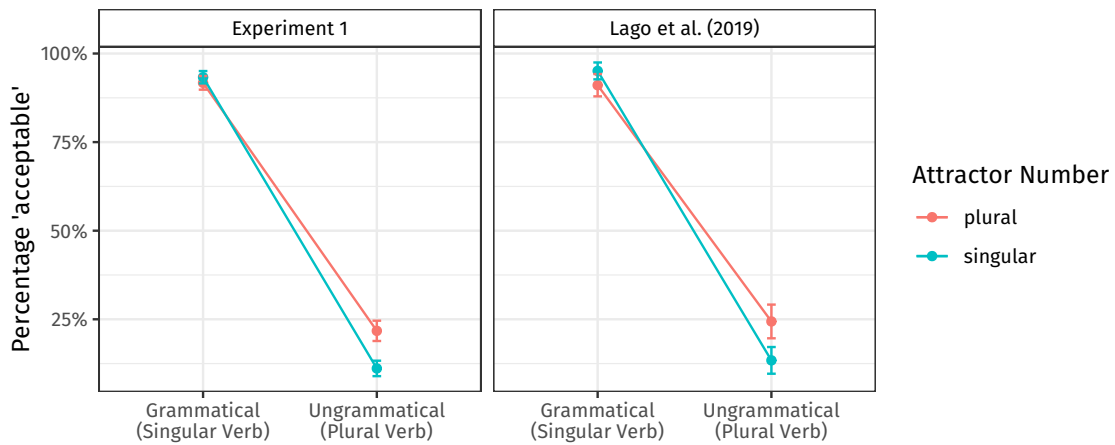 Experiment 1
Lago et al. (2019)
Percentage 'acceptable'
100%
75%
50%
25%
Grammatical
(Singular Verb)
Ungrammatical
(Plural Verb)
Grammatical
(Singular Verb)
Ungrammatical
(Plural Verb)
Attractor Number
plural
singular